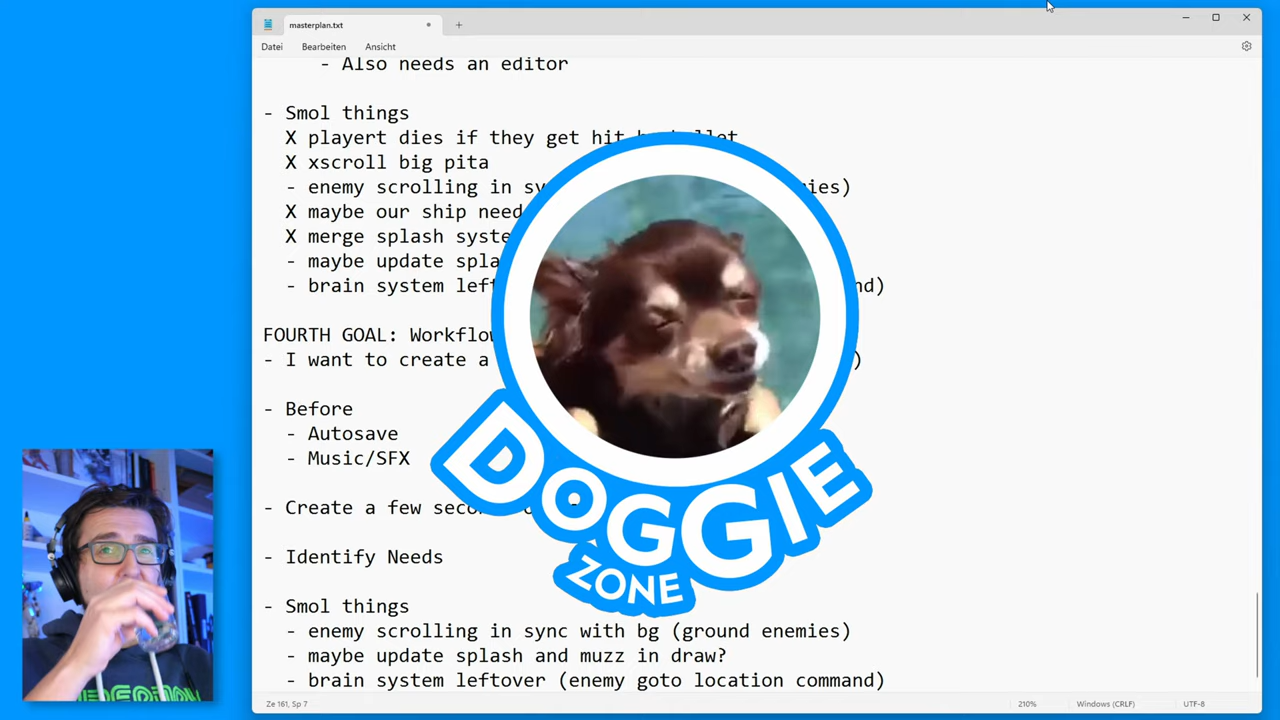 masterplan.txt
Datei Bearbeiten Ansicht
- Also needs an editor
- Smol things
X playert dies if they get hit
X xscroll big pita
- enemy scrolling in
X maybe our ship need
X merge splash syste
- maybe update spla
- brain system left
FOURTH GOAL: Workflow
- I want to create a
- Before
- Autosave
- Music/SFX
- Create a few
- Identify Needs
- Smol things
- enemy scrolling in sync with bg (ground enemies)
- maybe update splash and muzz in draw?
- brain system leftover (enemy goto location command)
DOGGIE
ZONE
Ze 161, Sp 7
210%
Windows (CRLF)
UTF-8